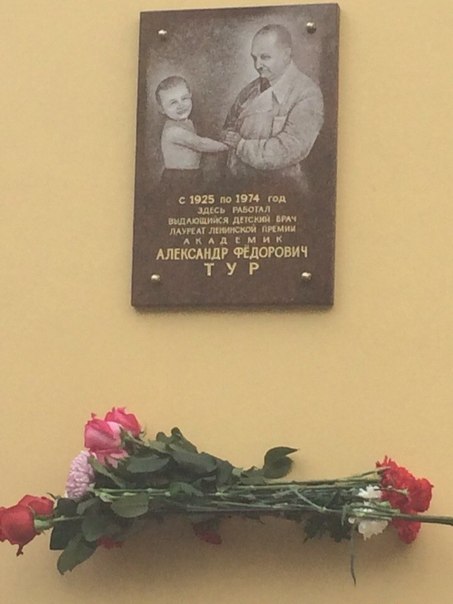 С 1925 ПО 1974 ГОД
ЗДЕСЬ РАБОТАЛ
ВЫДАЮЩИЙСЯ ДЕТСКИЙ ВРАЧ
ЛАУРЕАТ ЛЕНИНСКОЙ ПРЕМИИ
АКАДЕМИК
АЛЕКСАНДР ФЁДОРОВИЧ
ТУР